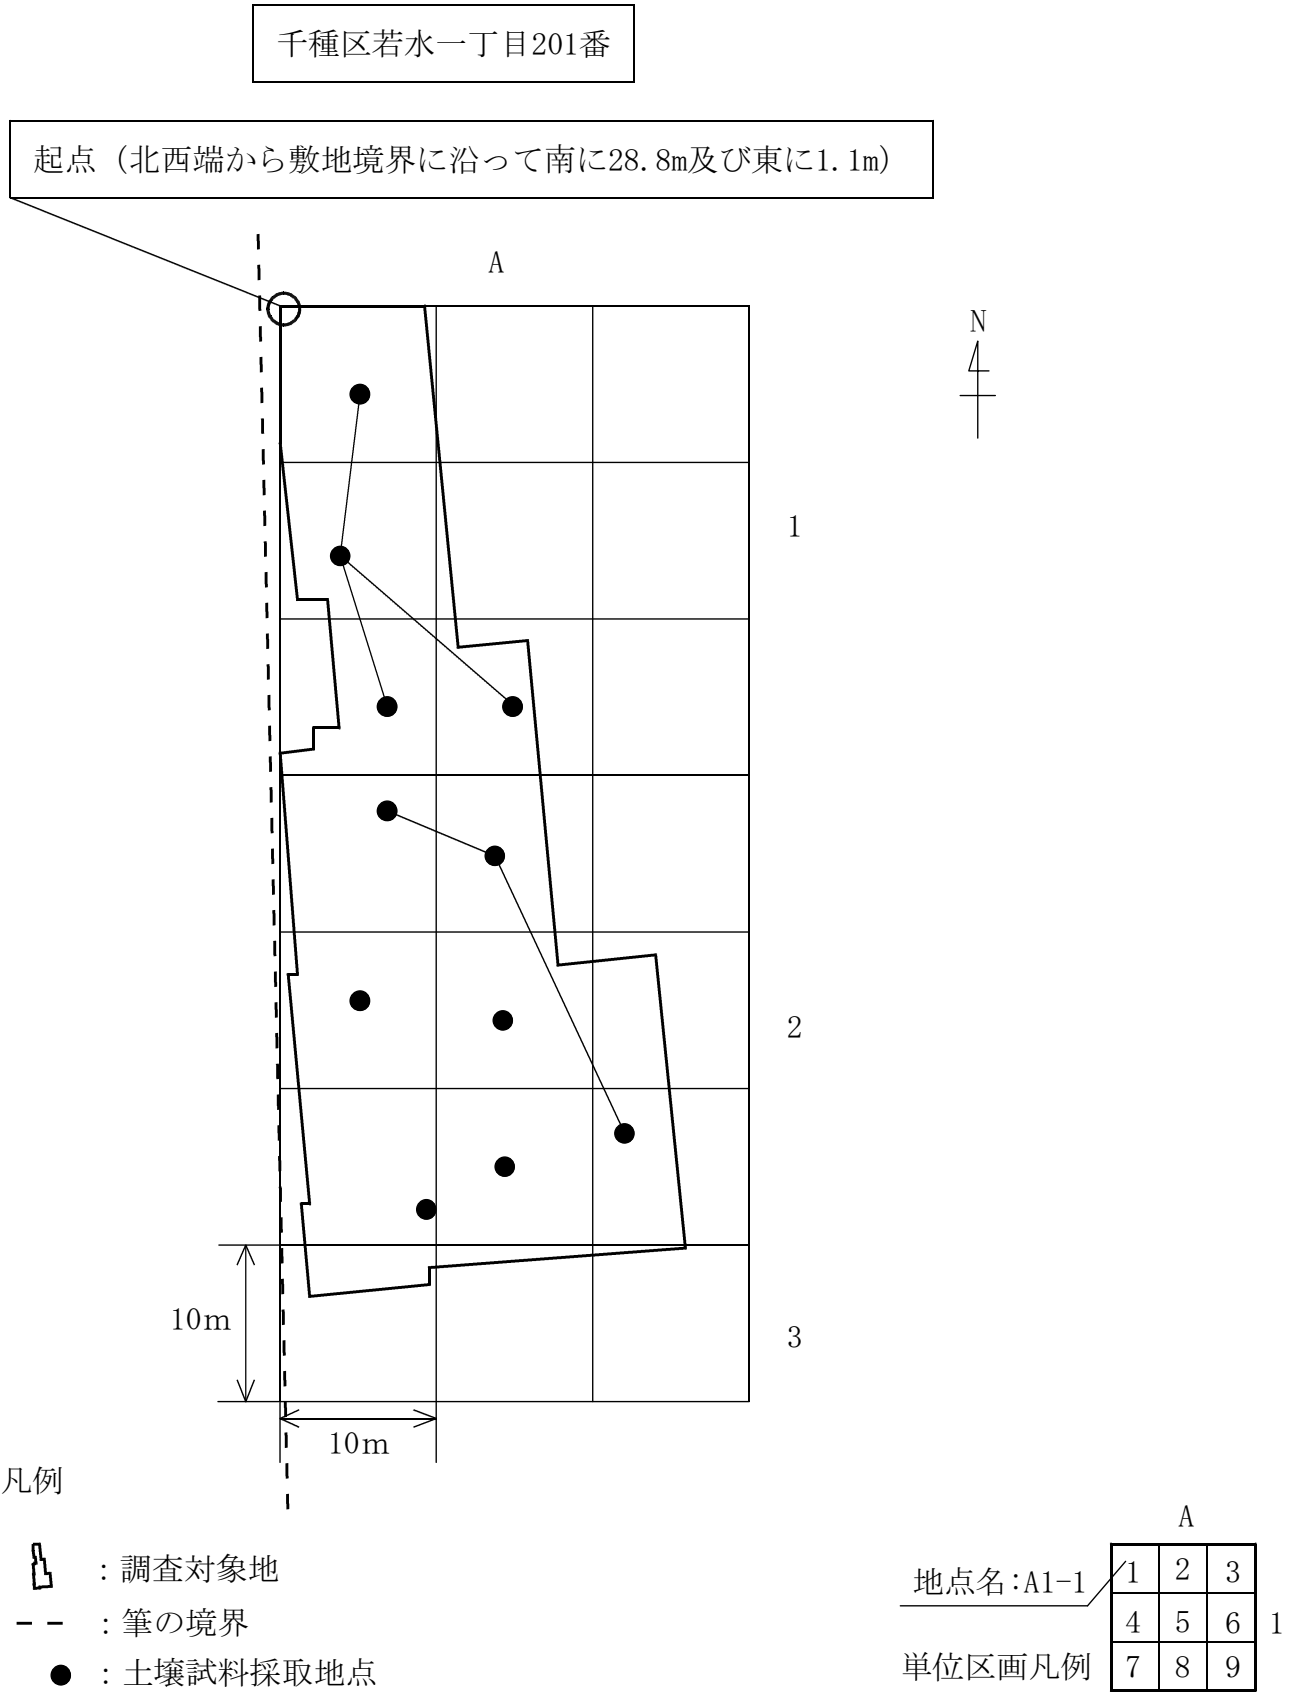 千種区若水一丁目201番
起点（北西端から敷地境界に沿って南に28.8m及び東に1.1m）
A
N
1
2
3
10m
10m
凡例
：調査対象地
：筆の境界
：土壌試料採取地点
A
地点名：A1-1
1 2 3
4 5 6 1
7 8 9
単位区画凡例